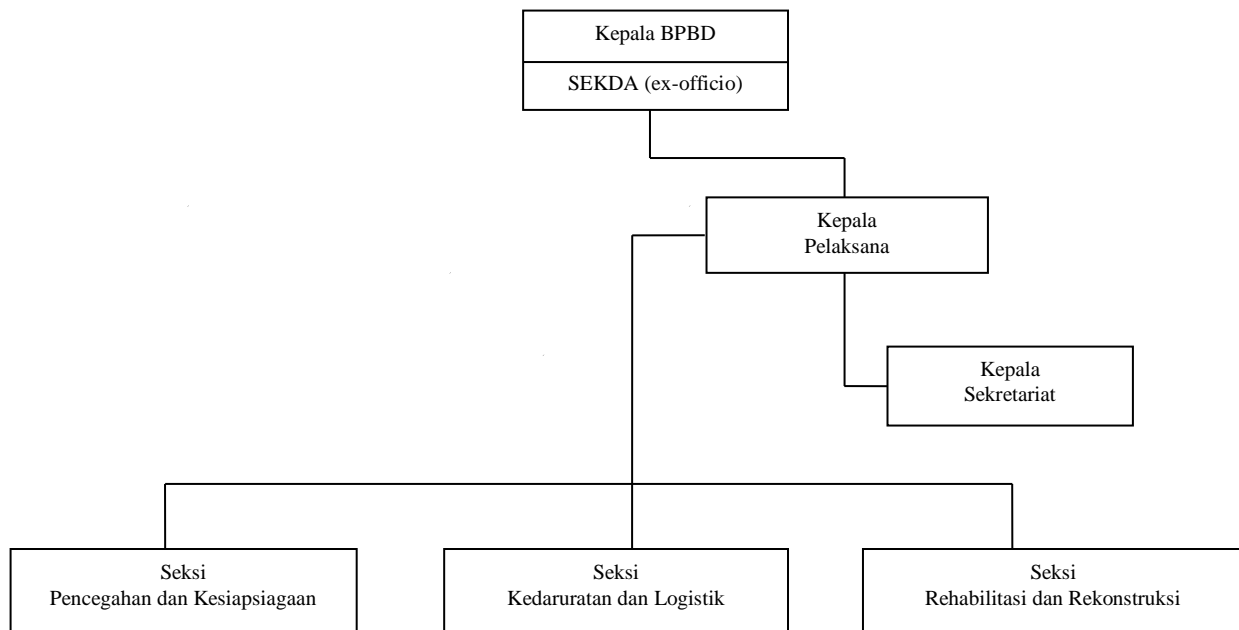 Kepala BPBD
SEKDA (ex-officio)
Kepala
Pelaksana
Kepala
Sekretariat
Seksi
Pencegahan dan Kesiapsiagaan
Seksi
Kedaruratan dan Logistik
Seksi
Rehabilitasi dan Rekonstruksi